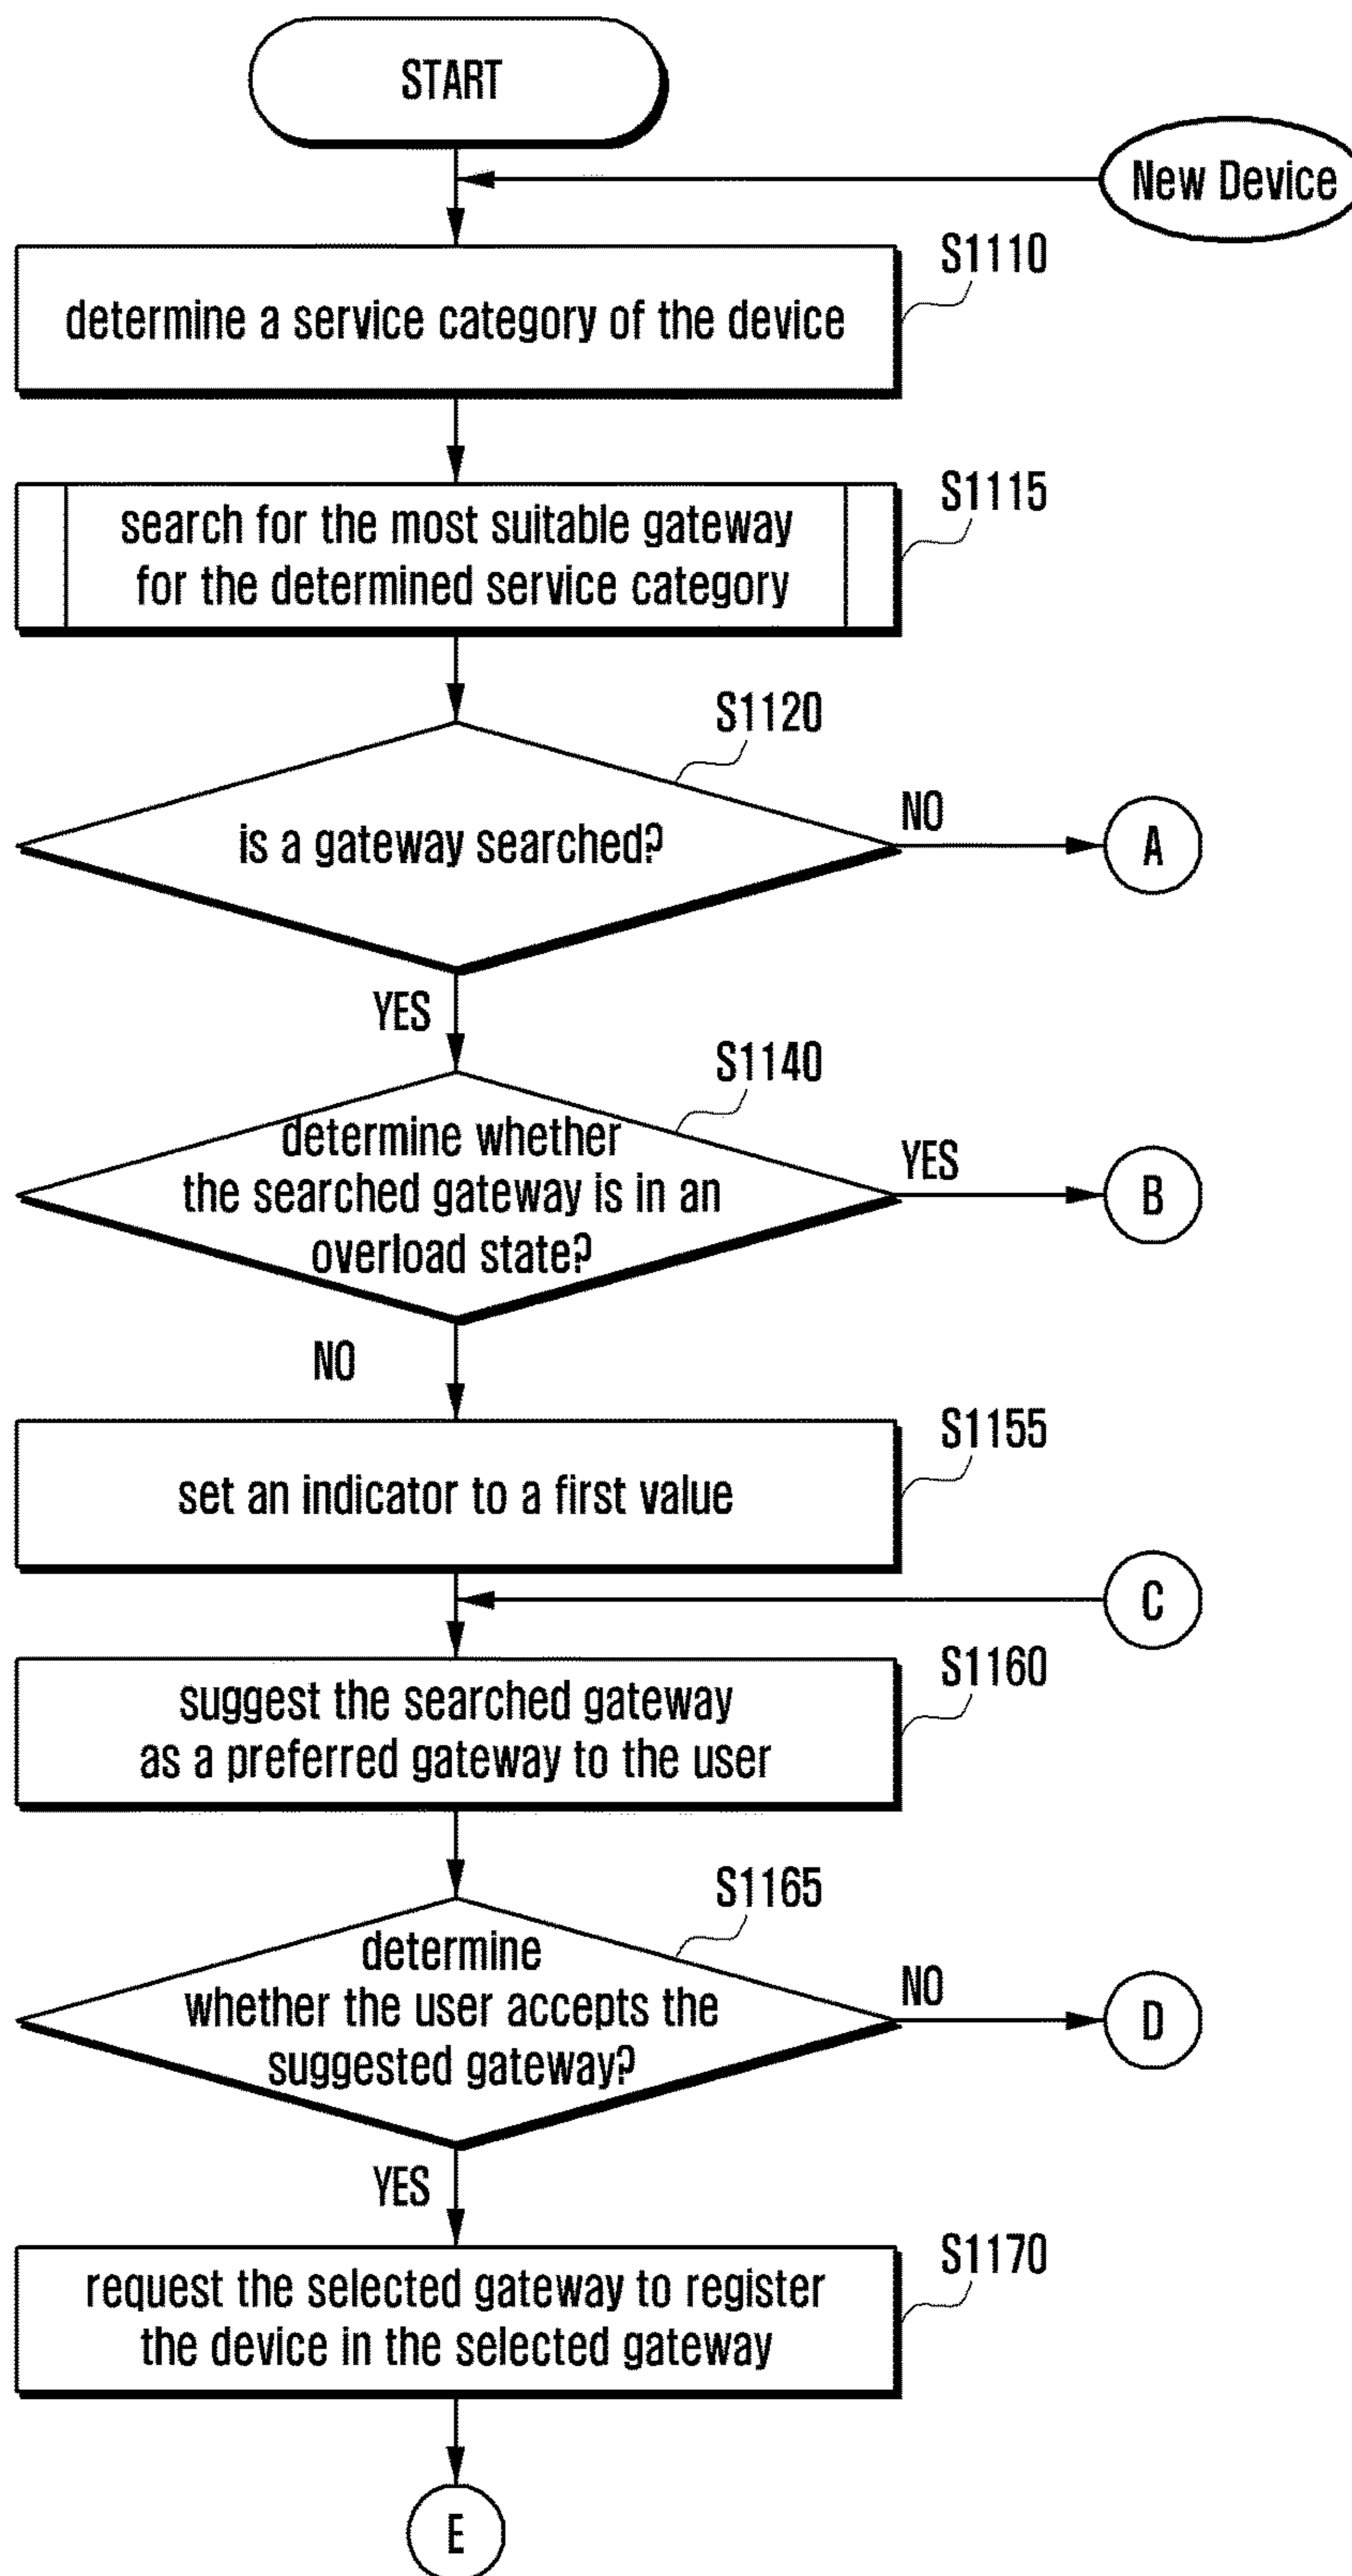 START
New Device
S1110
determine a service category of the device
S1115
search for the most suitable gateway
for the determined service category
S1120
is a gateway searched?
NO
A
YES
S1140
determine whether
the searched gateway is in an
overload state?
YES
B
NO
S1155
set an indicator to a first value
C
S1160
suggest the searched gateway
as a preferred gateway to the user
S1165
determine
whether the user accepts the
suggested gateway?
NO
D
YES
S1170
request the selected gateway to register
the device in the selected gateway
E